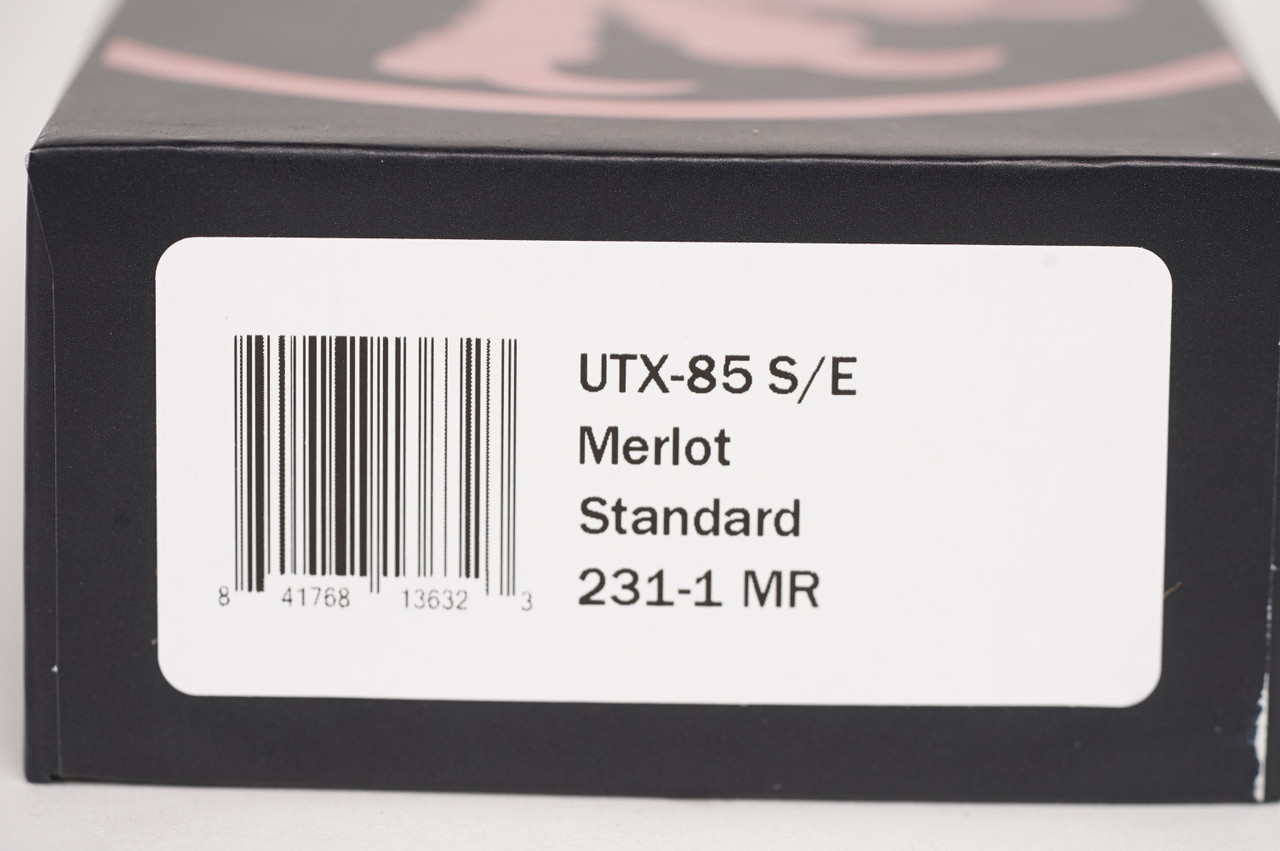 UTX-85 S/E
Merlot
Standard
231-1 MR
8 41768 13632 3